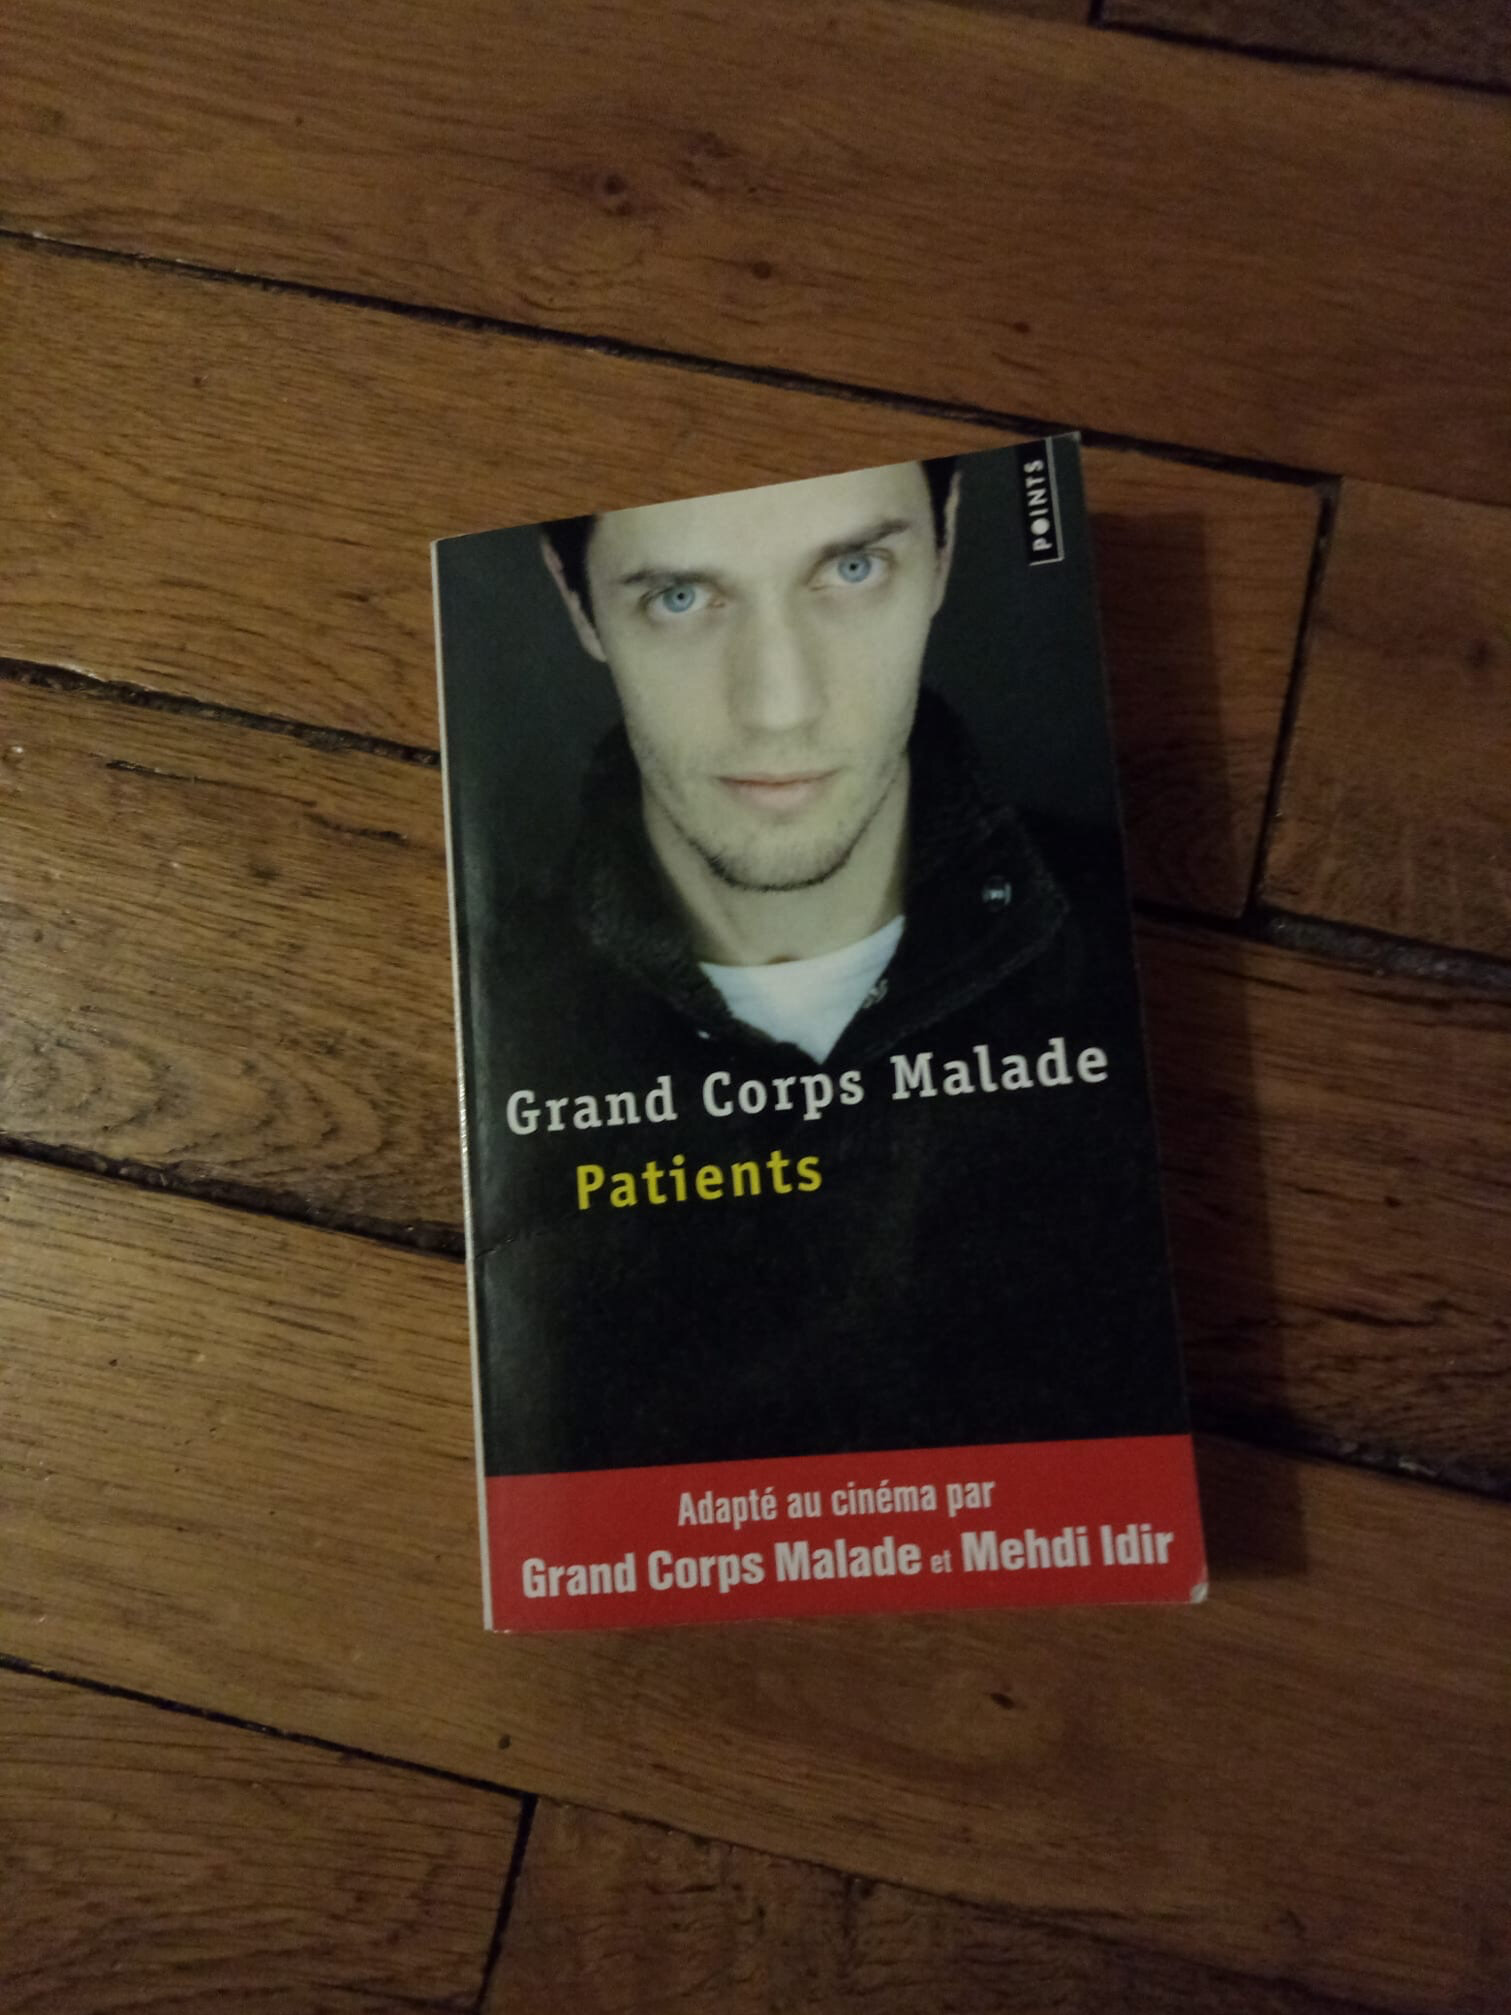 POINTS
Grand Corps Malade
Patients
Adapté au cinéma par
Grand Corps Malade et Mehdi Idir